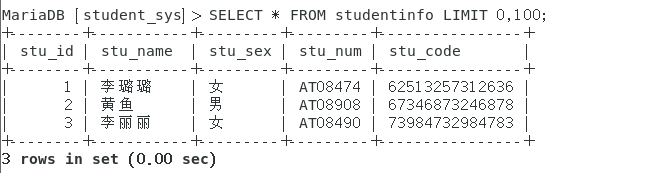 MariaDB [student_sys]> SELECT * FROM studentinfo LIMIT 0,100;
+--------+----------+---------+---------+----------------+
| stu_id | stu_name | stu_sex | stu_num | stu_code |
+--------+----------+---------+---------+----------------+
| 1 | 李璐璐 | 女 | AT08474 | 62513257312636 |
| 2 | 黄鱼 | 男 | AT08908 | 67346873246878 |
| 3 | 李丽丽 | 女 | AT08490 | 73984732984783 |
+--------+----------+---------+---------+----------------+
3 rows in set (0.00 sec)